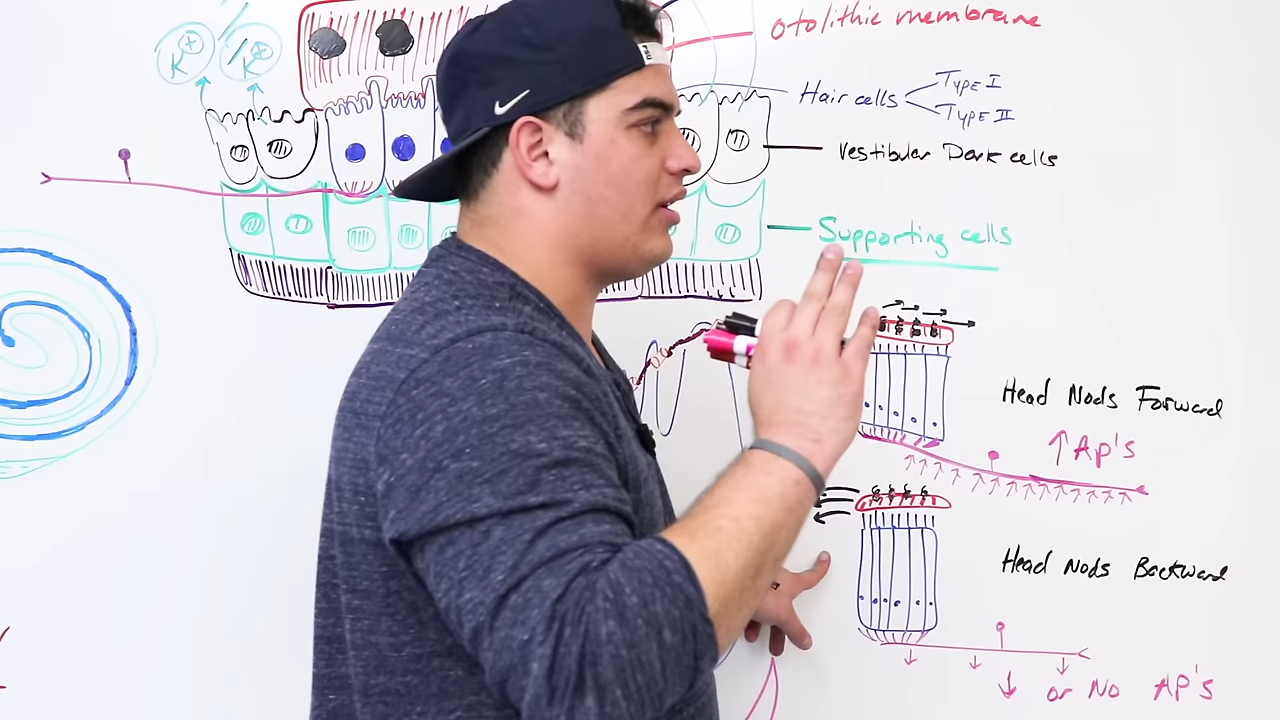 Otolithic membrane
K⊕ K⊕
Hair cells
Type I
Type II
Vestibular Dark cells
Supporting cells
Head Nods Forward
↑ Ap's
Head Nods Backward
↓ or No Ap's